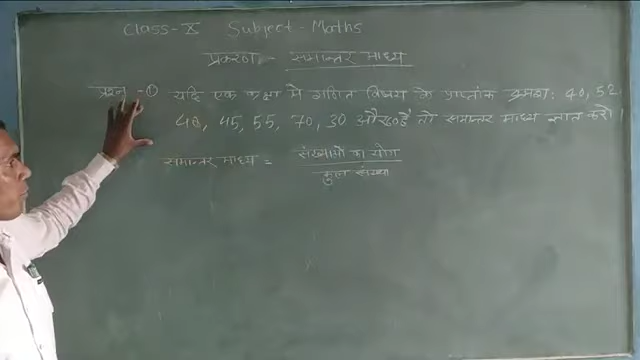 Class-X Subject-Maths
प्रकरण - समान्तर माध्य
प्रश्न-① यदि एक कक्षा में गणित विषय के प्राप्तांक क्रमशः 40, 52,
48, 45, 55, 70, 30 और हैं तो समान्तर माध्य ज्ञात करो।
समान्तर माध्य = संख्याओं का योग
कुल संख्या